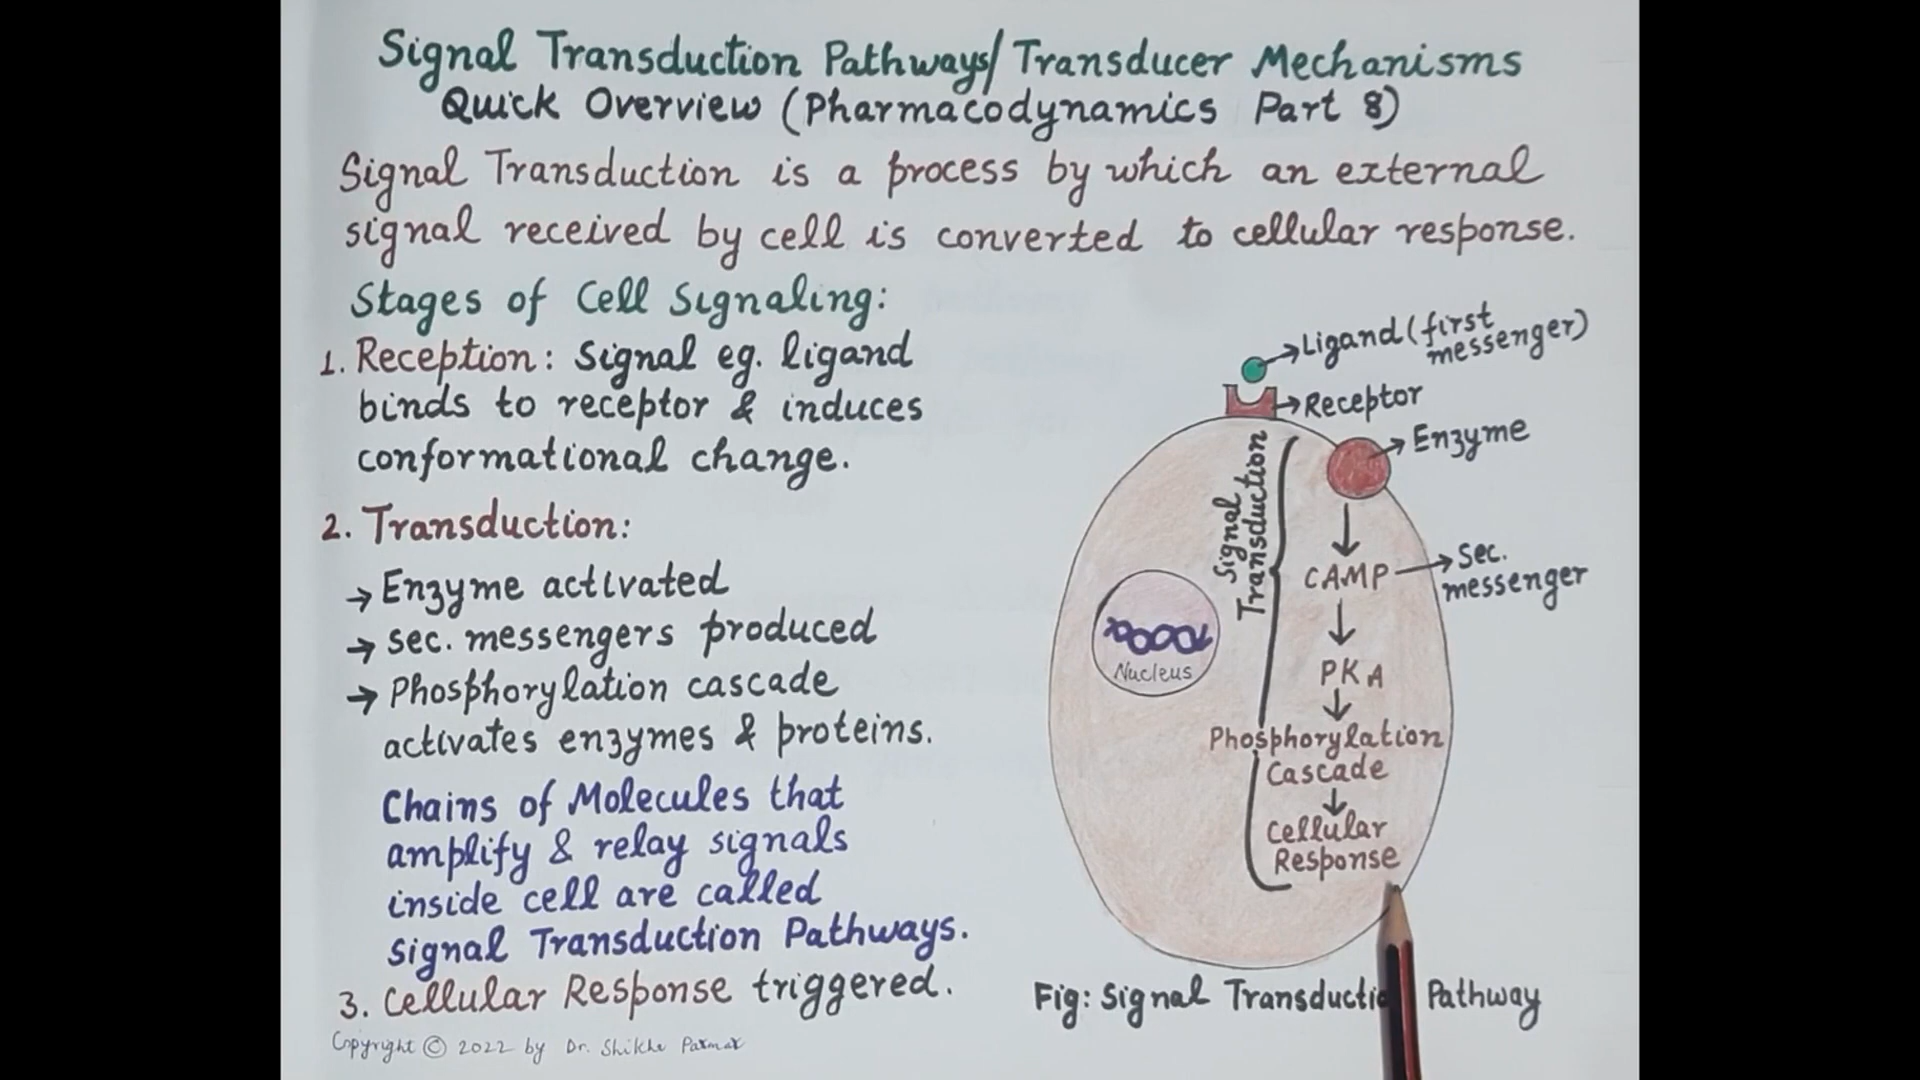 Signal Transduction Pathways/Transducer Mechanisms
Quick Overview (Pharmacodynamics Part 8)
Signal Transduction is a process by which an external
signal received by cell is converted to cellular response.
Stages of Cell Signaling:
1. Reception: Signal eg. ligand
binds to receptor & induces
conformational change.
2. Transduction:
→ Enzyme activated
→ sec. messengers produced
→ Phosphorylation cascade
activates enzymes & proteins.
Chains of Molecules that
amplify & relay signals
inside cell are called
Signal Transduction Pathways.
3. Cellular Response triggered.
Copyright © 2022 by Dr. Shikha Parmar
→ Ligand (first
messenger)
→ Receptor
→ Enzyme
Signal
Transduction
CAMP → Sec.
messenger
Nucleus
PKA
Phosphorylation
Cascade
Cellular
Response
Fig: Signal Transductio Pathway